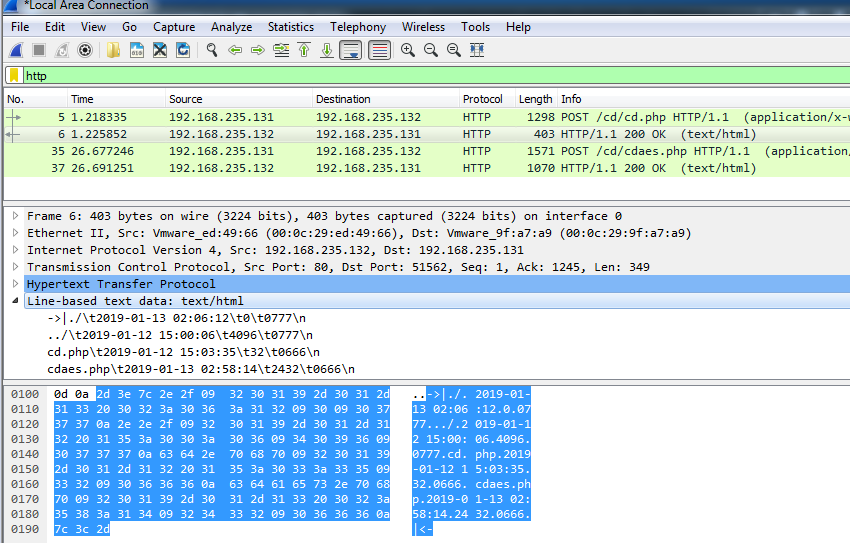 *Local Area Connection
File Edit View Go Capture Analyze Statistics Telephony Wireless Tools Help
http
No. Time Source Destination Protocol Length Info
5 1.218335 192.168.235.131 192.168.235.132 HTTP 1298 POST /cd/cd.php HTTP/1.1 (application/x-w
6 1.225852 192.168.235.132 192.168.235.131 HTTP 403 HTTP/1.1 200 OK (text/html)
35 26.677246 192.168.235.131 192.168.235.132 HTTP 1571 POST /cd/cdaes.php HTTP/1.1 (application/
37 26.691251 192.168.235.132 192.168.235.131 HTTP 1070 HTTP/1.1 200 OK (text/html)
Frame 6: 403 bytes on wire (3224 bits), 403 bytes captured (3224 bits) on interface 0
Ethernet II, Src: Vmware_ed:49:66 (00:0c:29:ed:49:66), Dst: Vmware_9f:a7:a9 (00:0c:29:9f:a7:a9)
Internet Protocol Version 4, Src: 192.168.235.132, Dst: 192.168.235.131
Transmission Control Protocol, Src Port: 80, Dst Port: 51562, Seq: 1, Ack: 1245, Len: 349
Hypertext Transfer Protocol
Line-based text data: text/html
->|./\t2019-01-13 02:06:12\t0\t0777\n
../\t2019-01-12 15:00:06\t4096\t0777\n
cd.php\t2019-01-12 15:03:35\t32\t0666\n
cdaes.php\t2019-01-13 02:58:14\t2432\t0666\n
0100 0d 0a 2d 3e 7c 2e 2f 09 32 30 31 39 2d 30 31 2d ..->|./. 2019-01-
0110 31 33 20 30 32 3a 30 36 3a 31 32 09 30 09 30 37 13 02:06 :12.0.07
0120 37 37 0a 2e 2e 2f 09 32 30 31 39 2d 30 31 2d 31 77.../.2 019-01-1
0130 32 20 31 35 3a 30 30 3a 30 36 09 34 30 39 36 09 2 15:00: 06.4096.
0140 30 37 37 37 0a 63 64 2e 70 68 70 09 32 30 31 39 0777.cd. php.2019
0150 2d 30 31 2d 31 32 20 31 35 3a 30 33 3a 33 35 09 -01-12 1 5:03:35.
0160 33 32 09 30 36 36 36 0a 63 64 61 65 73 2e 70 68 32.0666. cdaes.ph
0170 70 09 32 30 31 39 2d 30 31 2d 31 33 20 30 32 3a p.2019-0 1-13 02:
0180 35 38 3a 31 34 09 32 34 33 32 09 30 36 36 36 0a 58:14.24 32.0666.
0190 7c 3c 2d |<-